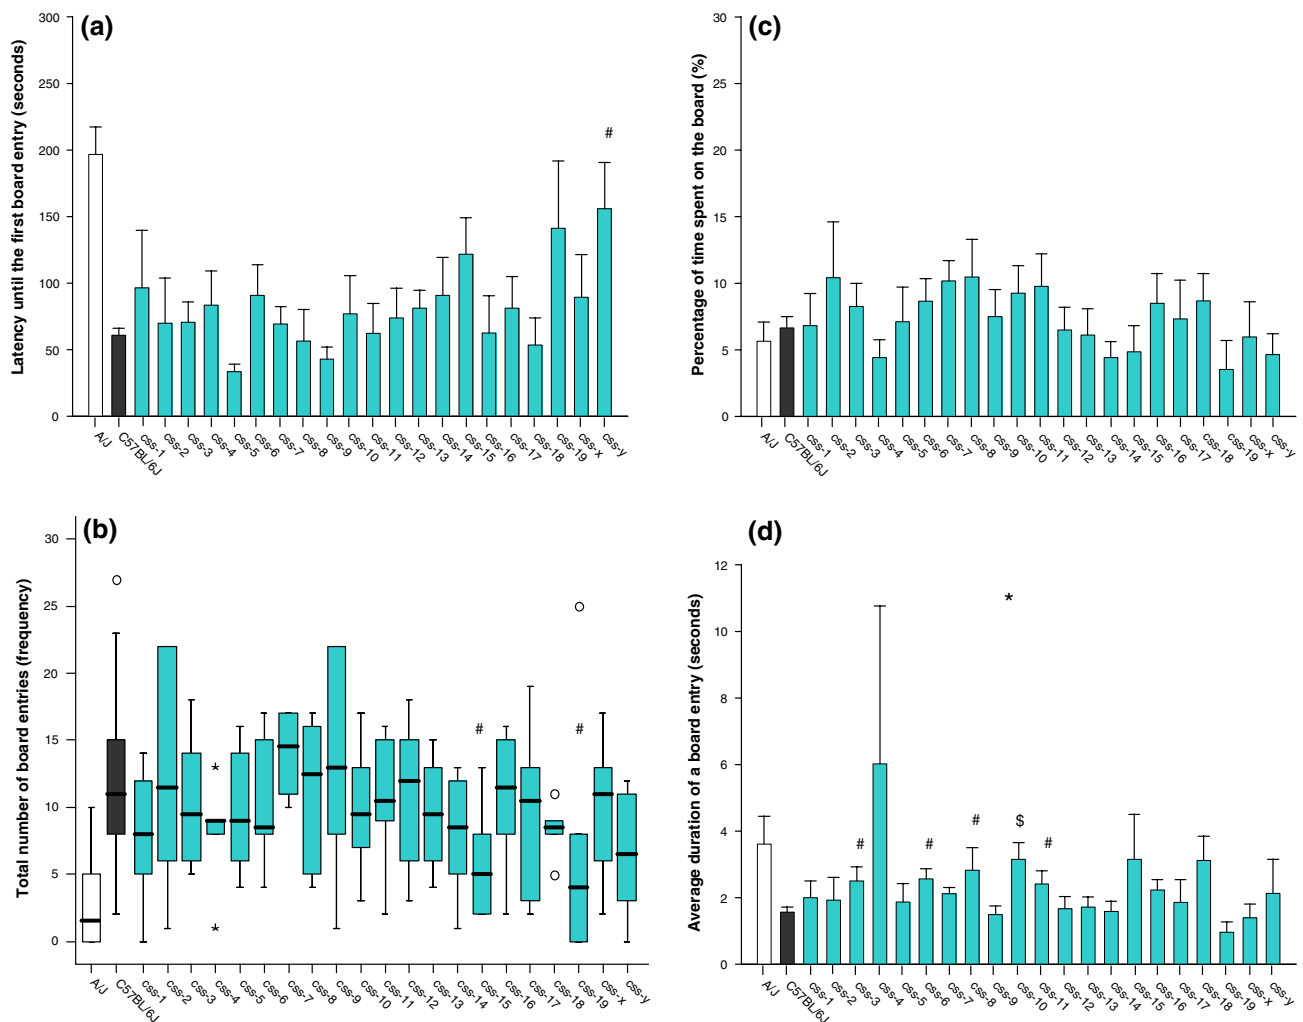 (a)
Latency until the first board entry (seconds)
300
250
200
150
100
50
0
#
A/J
C57BL/6J
css-1
css-2
css-3
css-4
css-5
css-6
css-7
css-8
css-9
css-10
css-11
css-12
css-13
css-14
css-15
css-16
css-17
css-18
css-19
css-x
css-y
(c)
Percentage of time spent on the board (%)
30
25
20
15
10
5
0
A/J
C57BL/6J
css-1
css-2
css-3
css-4
css-5
css-6
css-7
css-8
css-9
css-10
css-11
css-12
css-13
css-14
css-15
css-16
css-17
css-18
css-19
css-x
css-y
(b)
Total number of board entries (frequency)
30
25
20
15
10
5
0
*
*
#
#
A/J
C57BL/6J
css-1
css-2
css-3
css-4
css-5
css-6
css-7
css-8
css-9
css-10
css-11
css-12
css-13
css-14
css-15
css-16
css-17
css-18
css-19
css-x
css-y
(d)
Average duration of a board entry (seconds)
12
10
8
6
4
2
0
*
#
#
#
$
#
A/J
C57BL/6J
css-1
css-2
css-3
css-4
css-5
css-6
css-7
css-8
css-9
css-10
css-11
css-12
css-13
css-14
css-15
css-16
css-17
css-18
css-19
css-x
css-y